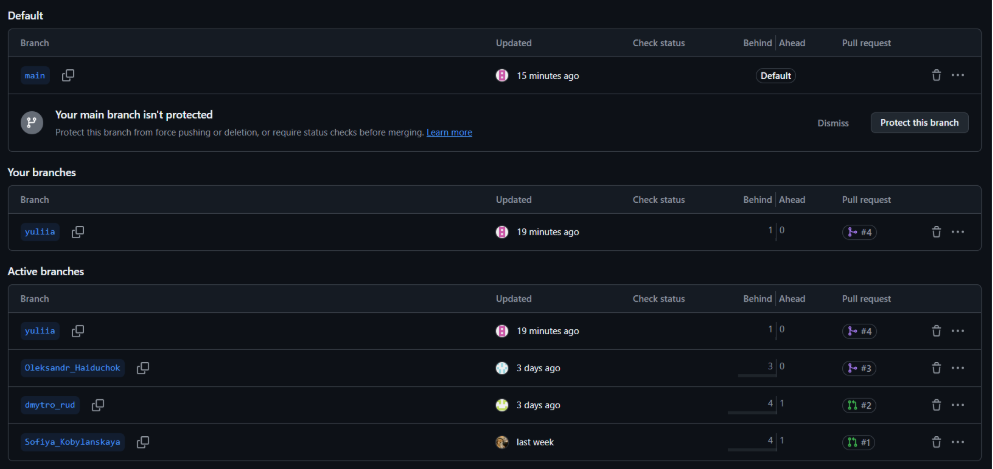 Default
Branch Updated Check status Behind Ahead Pull request
main 15 minutes ago Default
Your main branch isn't protected
Protect this branch from force pushing or deletion, or require status checks before merging. Learn more
Dismiss Protect this branch
Your branches
Branch Updated Check status Behind Ahead Pull request
yuliia 19 minutes ago 1 0 #4
Active branches
Branch Updated Check status Behind Ahead Pull request
yuliia 19 minutes ago 1 0 #4
Oleksandr_Haiduchok 3 days ago 3 0 #3
dmytro_rud 3 days ago 4 1 #2
Sofiya_Kobylanskaya last week 4 1 #1